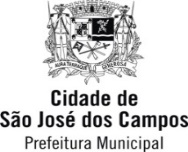 Cidade de
São José dos Campos
Prefeitura Municipal